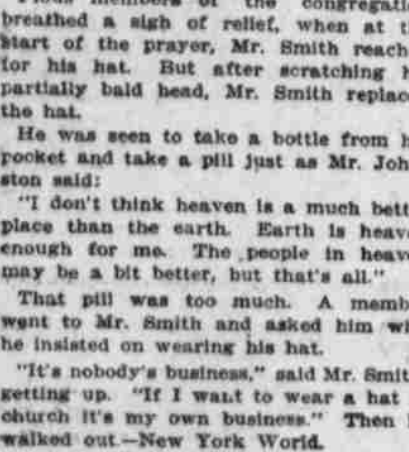 Pious members of the congregatio
breathed a sigh of relief, when at t
start of the prayer, Mr. Smith reach
for his hat. But after scratching h
partially bald head, Mr. Smith replac
the hat.
He was seen to take a bottle from h
pocket and take a pill just as Mr. Joh
ston said:
"I don't think heaven is a much bett
place than the earth. Earth is heav
enough for me. The people in heav
may be a bit better, but that's all."
That pill was too much. A memb
went to Mr. Smith and asked him wh
he insisted on wearing his hat.
"It's nobody's business," said Mr. Smit
getting up. "If I want to wear a hat
church it's my own business." Then
walked out.—New York World.